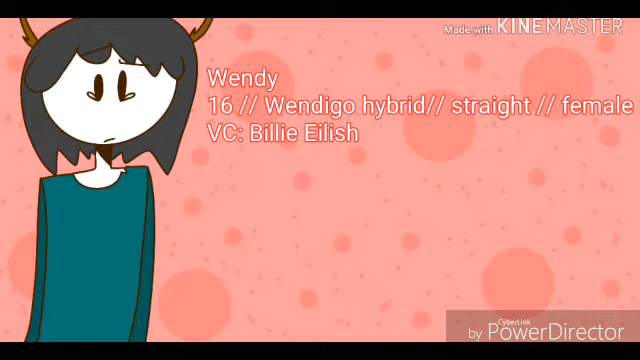 Made with KINEMASTER
Wendy
16 // Wendigo hybrid// straight // female
VC: Billie Eilish
CyberLink
by PowerDirector